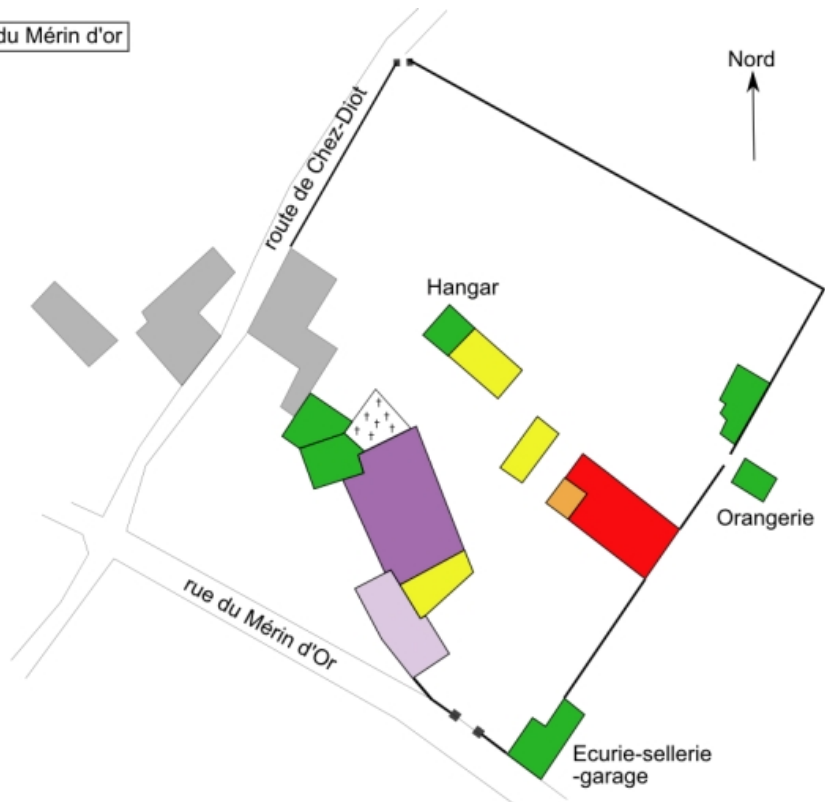 du Mérin d'or
Nord
route de Chez-Diot
Hangar
Orangerie
rue du Mérin d'Or
Ecurie-sellerie
-garage